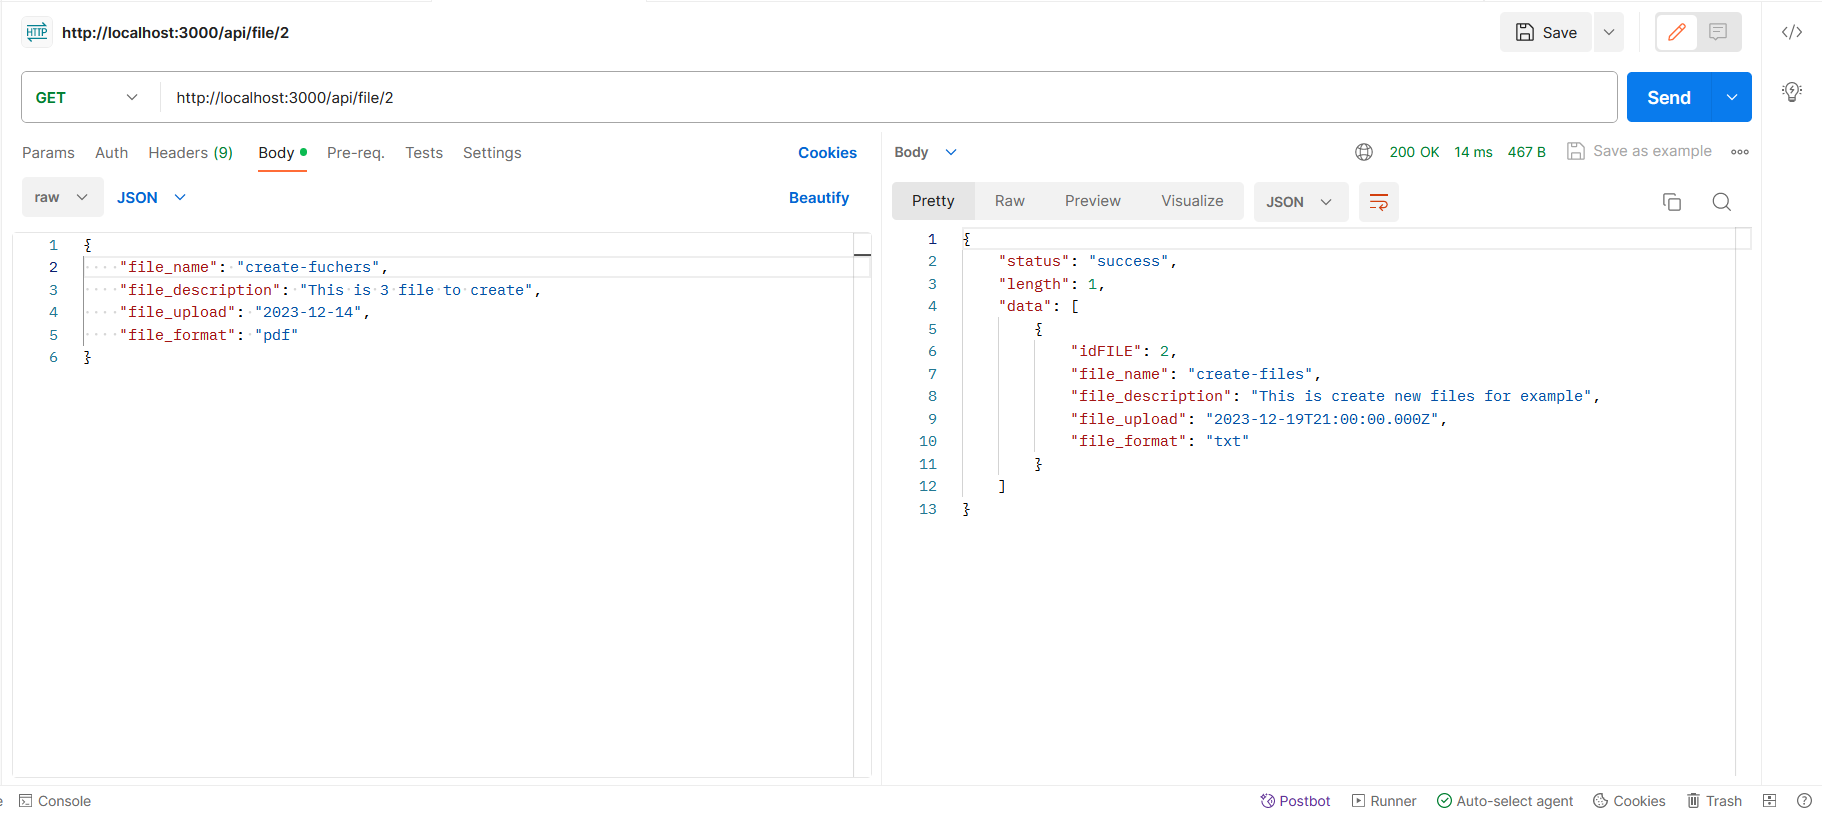 HTTP http://localhost:3000/api/file/2
Save
GET http://localhost:3000/api/file/2
Send
Params Auth Headers (9) Body Pre-req. Tests Settings Cookies
raw JSON Beautify
1 {
2 "file_name": "create-fuchers",
3 "file_description": "This is 3 file to create",
4 "file_upload": "2023-12-14",
5 "file_format": "pdf"
6 }
Body 200 OK 14 ms 467 B Save as example
Pretty Raw Preview Visualize JSON
1 {
2 "status": "success",
3 "length": 1,
4 "data": [
5 {
6 "idFILE": 2,
7 "file_name": "create-files",
8 "file_description": "This is create new files for example",
9 "file_upload": "2023-12-19T21:00:00.000Z",
10 "file_format": "txt"
11 }
12 ]
13 }
Console Postbot Runner Auto-select agent Cookies Trash